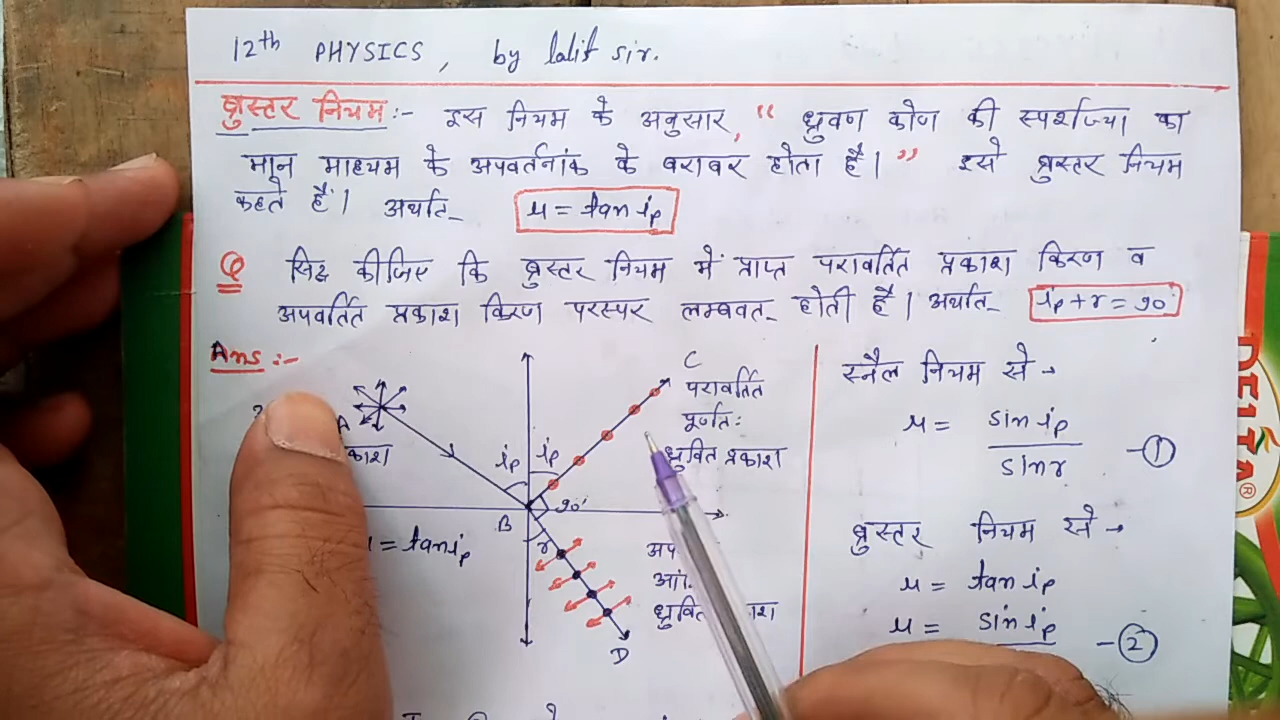 12th PHYSICS, by lalit sir.
ब्रुस्टर नियम:- इस नियम के अनुसार, “ ध्रुवण कोण की स्पर्शज्या का
मान माध्यम के अपवर्तनांक के बराबर होता है। ” इसे ब्रुस्टर नियम
कहते हैं। अर्थात- μ = tan ip
Q सिद्ध कीजिए कि ब्रुस्टर नियम में प्राप्त परावर्तित प्रकाश किरण व
अपवर्तित प्रकाश किरण परस्पर लम्बवत- होती है। अर्थात- ip + r = 90°
Ans:-
A
ip ip
B
90°
r
= tan ip
D
C
परावर्तित
पूर्णतः
ध्रुवित प्रकाश
ध्रुवित
स्नैल नियम से →
μ = sin ip / sin r - ①
ब्रुस्टर नियम से →
μ = tan ip
μ = sin ip - ②
DELTA®